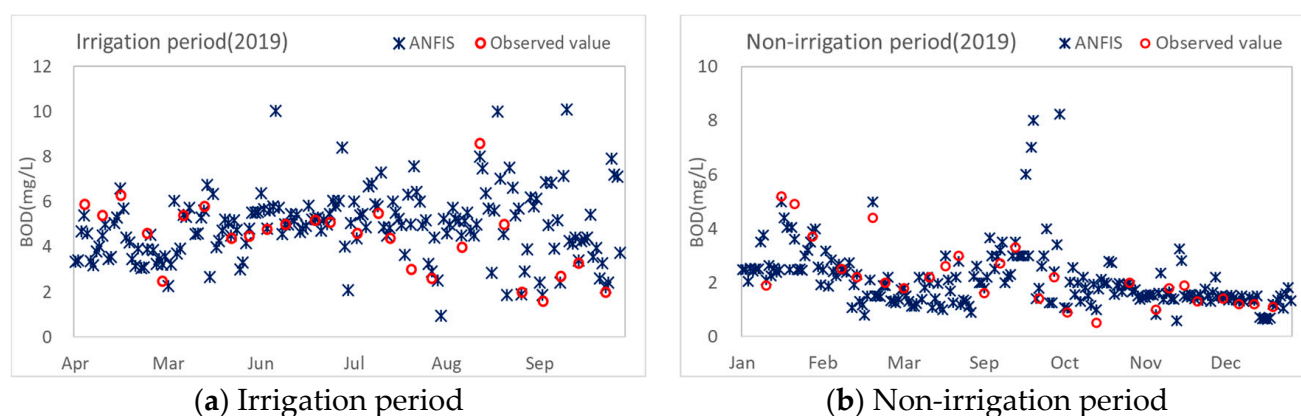 Irrigation period(2019) ANFIS Observed value
12
10
8
6
4
2
0
BOD(mg/L)
Apr Mar Jun Jul Aug Sep
(a) Irrigation period
Non-irrigation period(2019) ANFIS Observed value
10
8
6
4
2
0
BOD(mg/L)
Jan Feb Mar Sep Oct Nov Dec
(b) Non-irrigation period